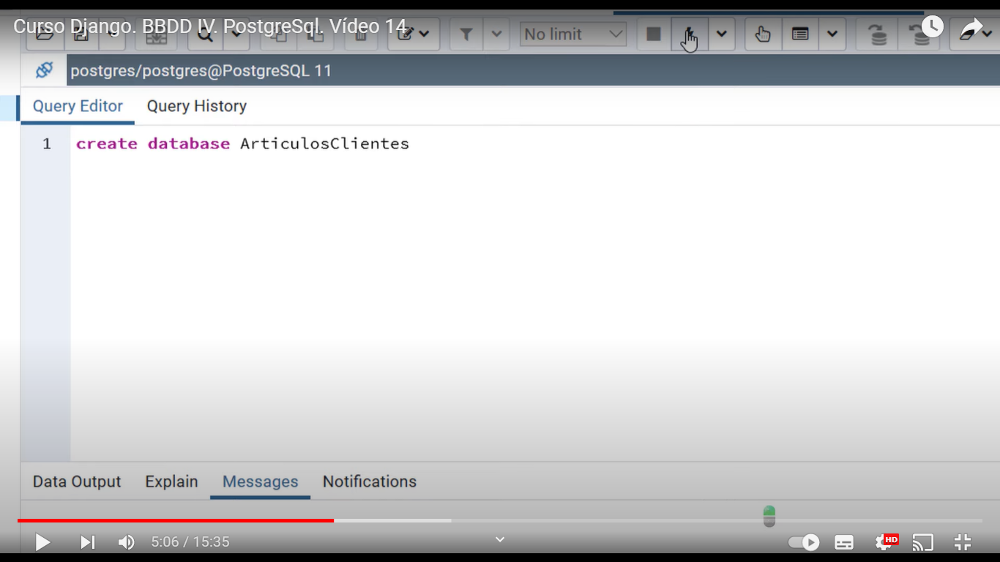 Curso Django. BBDD IV. PostgreSql. Vídeo 14
No limit
postgres/postgres@PostgreSQL 11
Query Editor Query History
1 create database ArticulosClientes
Data Output Explain Messages Notifications
5:06 / 15:35
HD